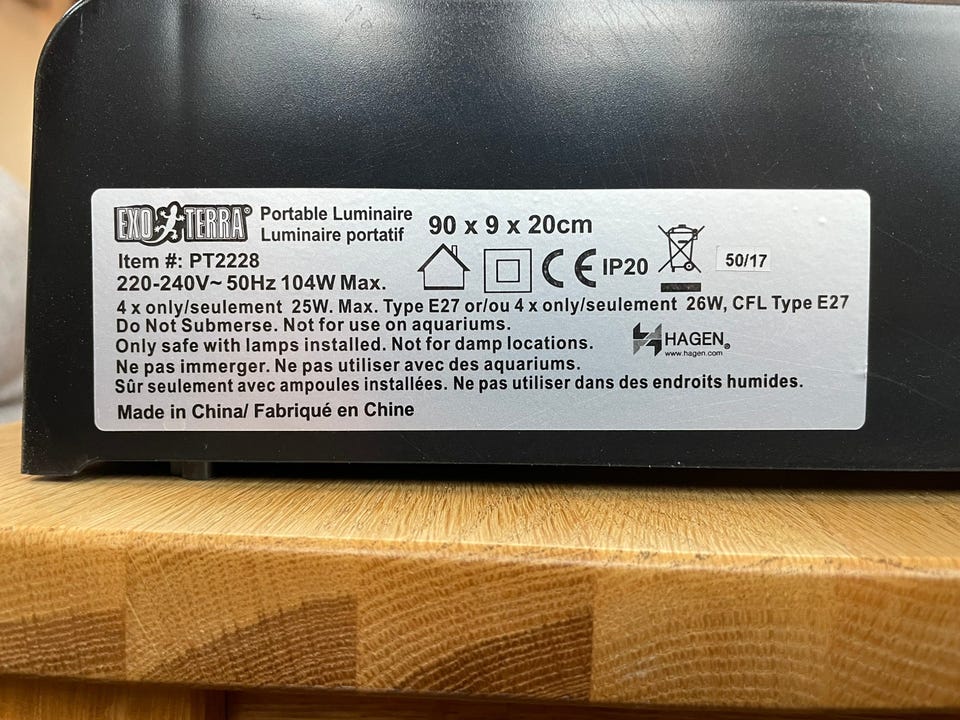 EXO TERRA®
Portable Luminaire
Luminaire portatif
90 x 9 x 20cm
Item #: PT2228
220-240V~ 50Hz 104W Max.
CE IP20
50/17
4 x only/seulement 25W. Max. Type E27 or/ou 4 x only/seulement 26W, CFL Type E27
Do Not Submerse. Not for use on aquariums.
Only safe with lamps installed. Not for damp locations.
HAGEN®
www.hagen.com
Ne pas immerger. Ne pas utiliser avec des aquariums.
Sûr seulement avec ampoules installées. Ne pas utiliser dans des endroits humides.
Made in China/ Fabriqué en Chine